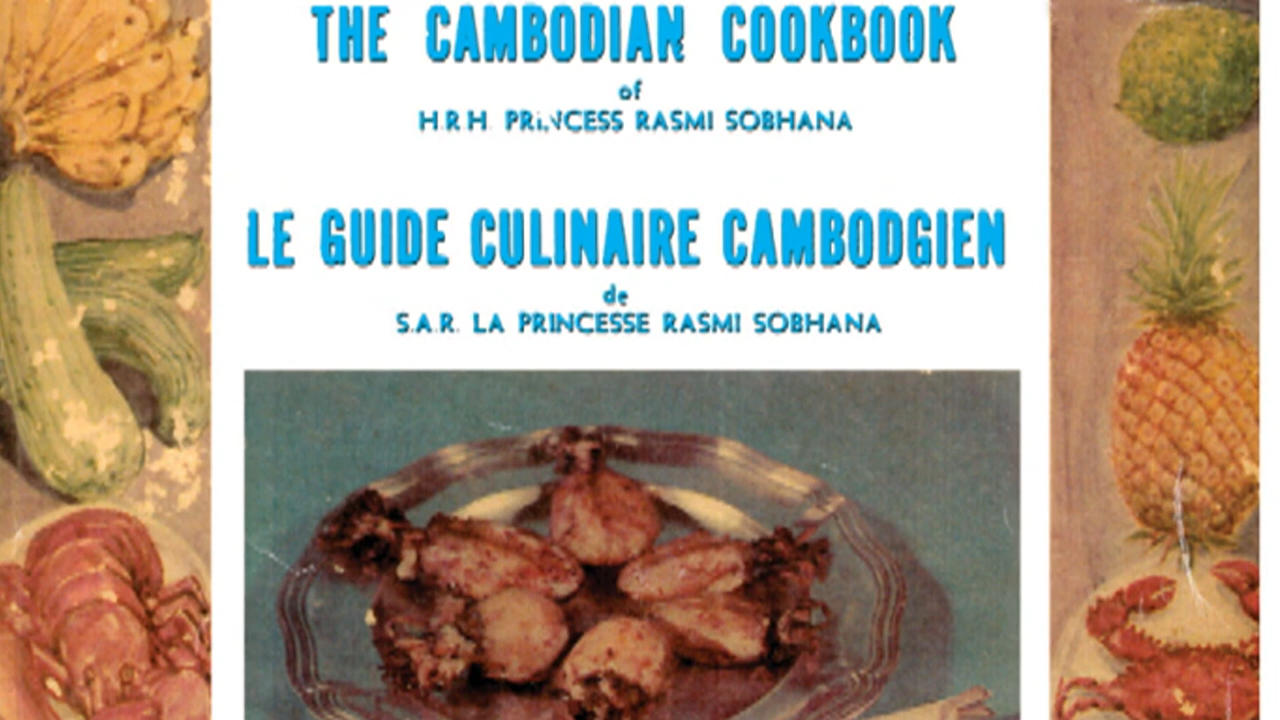 THE CAMBODIAN COOKBOOK
of
H.R.H. PRINCESS RASMI SOBHANA
LE GUIDE CULINAIRE CAMBODGIEN
de
S.A.R. LA PRINCESSE RASMI SOBHANA